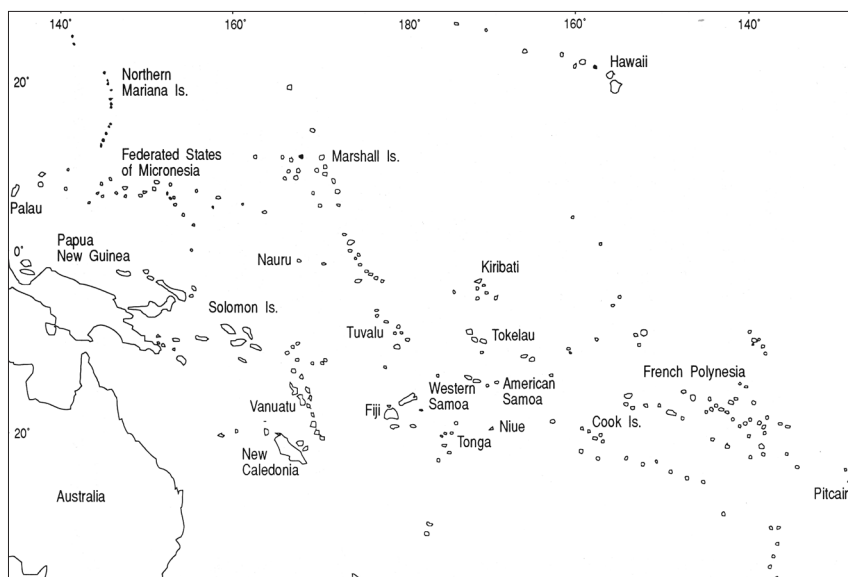 140°
160°
180°
160°
140°
20°
Northern
Mariana Is.
Hawaii
Federated States
of Micronesia
Marshall Is.
Palau
Papua
New Guinea
0°
Nauru
Kiribati
Solomon Is.
Tuvalu
Tokelau
French Polynesia
Western
Samoa
American
Samoa
Vanuatu
Fiji
Niue
Cook Is.
20°
Tonga
New
Caledonia
Australia
Pitcair